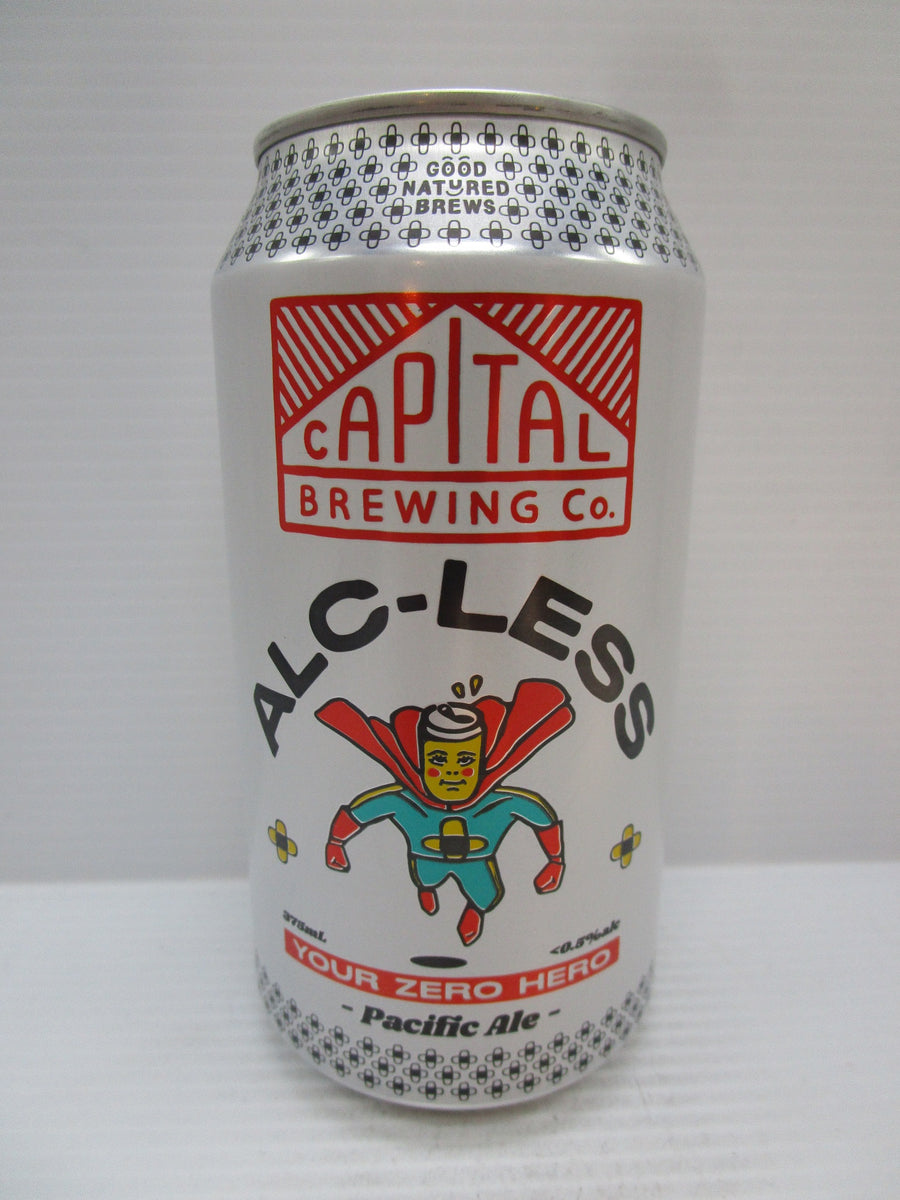 GOOD
NATURED
BREWS
CAPITAL
BREWING Co.
ALC-LESS
375mL
<0.5%alc
YOUR ZERO HERO
- Pacific Ale -